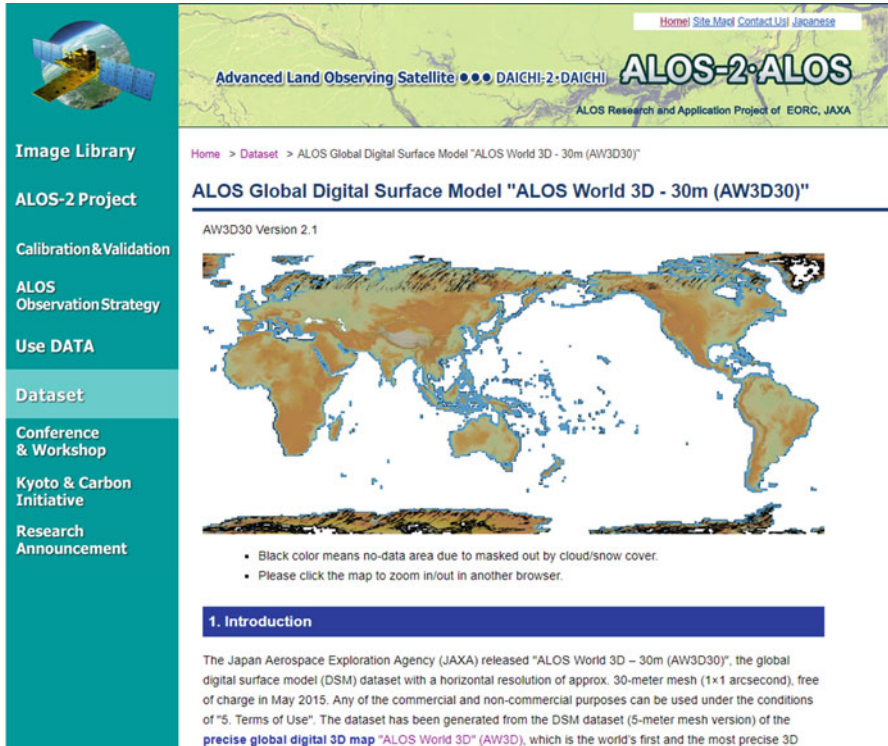 Home| Site Map| Contact Us| Japanese
Advanced Land Observing Satellite ●●● DAICHI-2・DAICHI ALOS-2・ALOS
ALOS Research and Application Project of EORC, JAXA
Image Library
ALOS-2 Project
Calibration&Validation
ALOS
Observation Strategy
Use DATA
Dataset
Conference
& Workshop
Kyoto & Carbon
Initiative
Research
Announcement
Home > Dataset > ALOS Global Digital Surface Model "ALOS World 3D - 30m (AW3D30)"
ALOS Global Digital Surface Model "ALOS World 3D - 30m (AW3D30)"
AW3D30 Version 2.1
• Black color means no-data area due to masked out by cloud/snow cover.
• Please click the map to zoom in/out in another browser.
1. Introduction
The Japan Aerospace Exploration Agency (JAXA) released "ALOS World 3D – 30m (AW3D30)", the global
digital surface model (DSM) dataset with a horizontal resolution of approx. 30-meter mesh (1×1 arcsecond), free
of charge in May 2015. Any of the commercial and non-commercial purposes can be used under the conditions
of "5. Terms of Use". The dataset has been generated from the DSM dataset (5-meter mesh version) of the
precise global digital 3D map "ALOS World 3D" (AW3D), which is the world's first and the most precise 3D